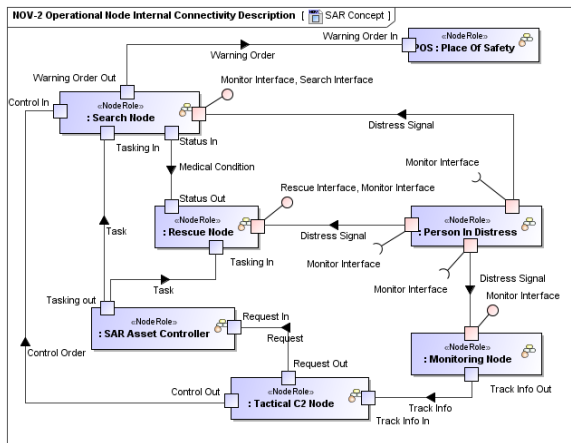 NOV-2 Operational Node Internal Connectivity Description [ SAR Concept ]
Warning Order In
«NodeRole»
POS : Place Of Safety
Warning Order
Warning Order Out
Monitor Interface, Search Interface
Control In
«NodeRole»
: Search Node
Distress Signal
Tasking In
Status In
Monitor Interface
Medical Condition
Rescue Interface, Monitor Interface
Status Out
«NodeRole»
: Rescue Node
«NodeRole»
: Person In Distress
Task
Distress Signal
Tasking In
Monitor Interface
Task
Distress Signal
Monitor Interface
Monitor Interface
Tasking out
Request In
«NodeRole»
: SAR Asset Controller
Request
«NodeRole»
: Monitoring Node
Control Order
Request Out
Control Out
Track Info Out
«NodeRole»
: Tactical C2 Node
Track Info
Track Info In